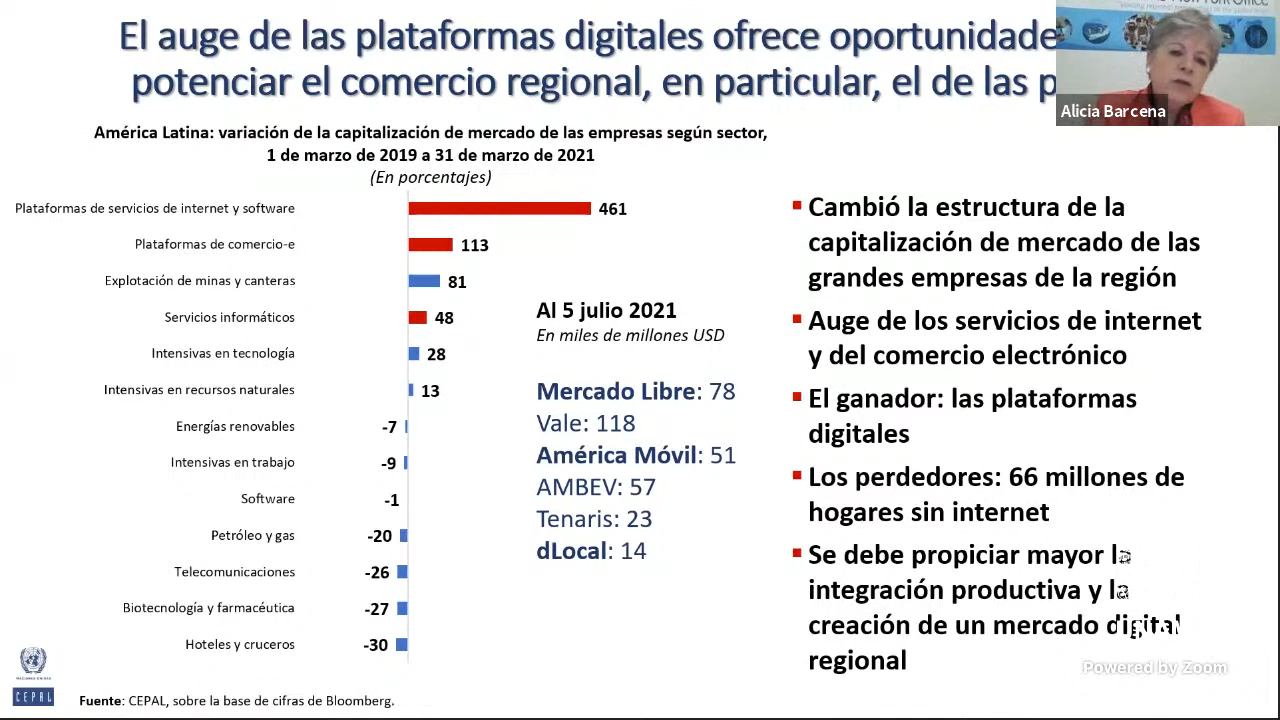 El auge de las plataformas digitales ofrece oportunidade
potenciar el comercio regional, en particular, el de las p
Alicia Barcena
América Latina: variación de la capitalización de mercado de las empresas según sector,
1 de marzo de 2019 a 31 de marzo de 2021
(En porcentajes)
Plataformas de servicios de internet y software 461
Plataformas de comercio-e 113
Explotación de minas y canteras 81
Servicios informáticos 48
Intensivas en tecnología 28
Intensivas en recursos naturales 13
Energías renovables -7
Intensivas en trabajo -9
Software -1
Petróleo y gas -20
Telecomunicaciones -26
Biotecnología y farmacéutica -27
Hoteles y cruceros -30
Al 5 julio 2021
En miles de millones USD
Mercado Libre: 78
Vale: 118
América Móvil: 51
AMBEV: 57
Tenaris: 23
dLocal: 14
Cambió la estructura de la
capitalización de mercado de las
grandes empresas de la región
Auge de los servicios de internet
y del comercio electrónico
El ganador: las plataformas
digitales
Los perdedores: 66 millones de
hogares sin internet
Se debe propiciar mayor la
integración productiva y la
creación de un mercado digital
regional
Powered by Zoom
NACIONES UNIDAS
CEPAL
Fuente: CEPAL, sobre la base de cifras de Bloomberg.